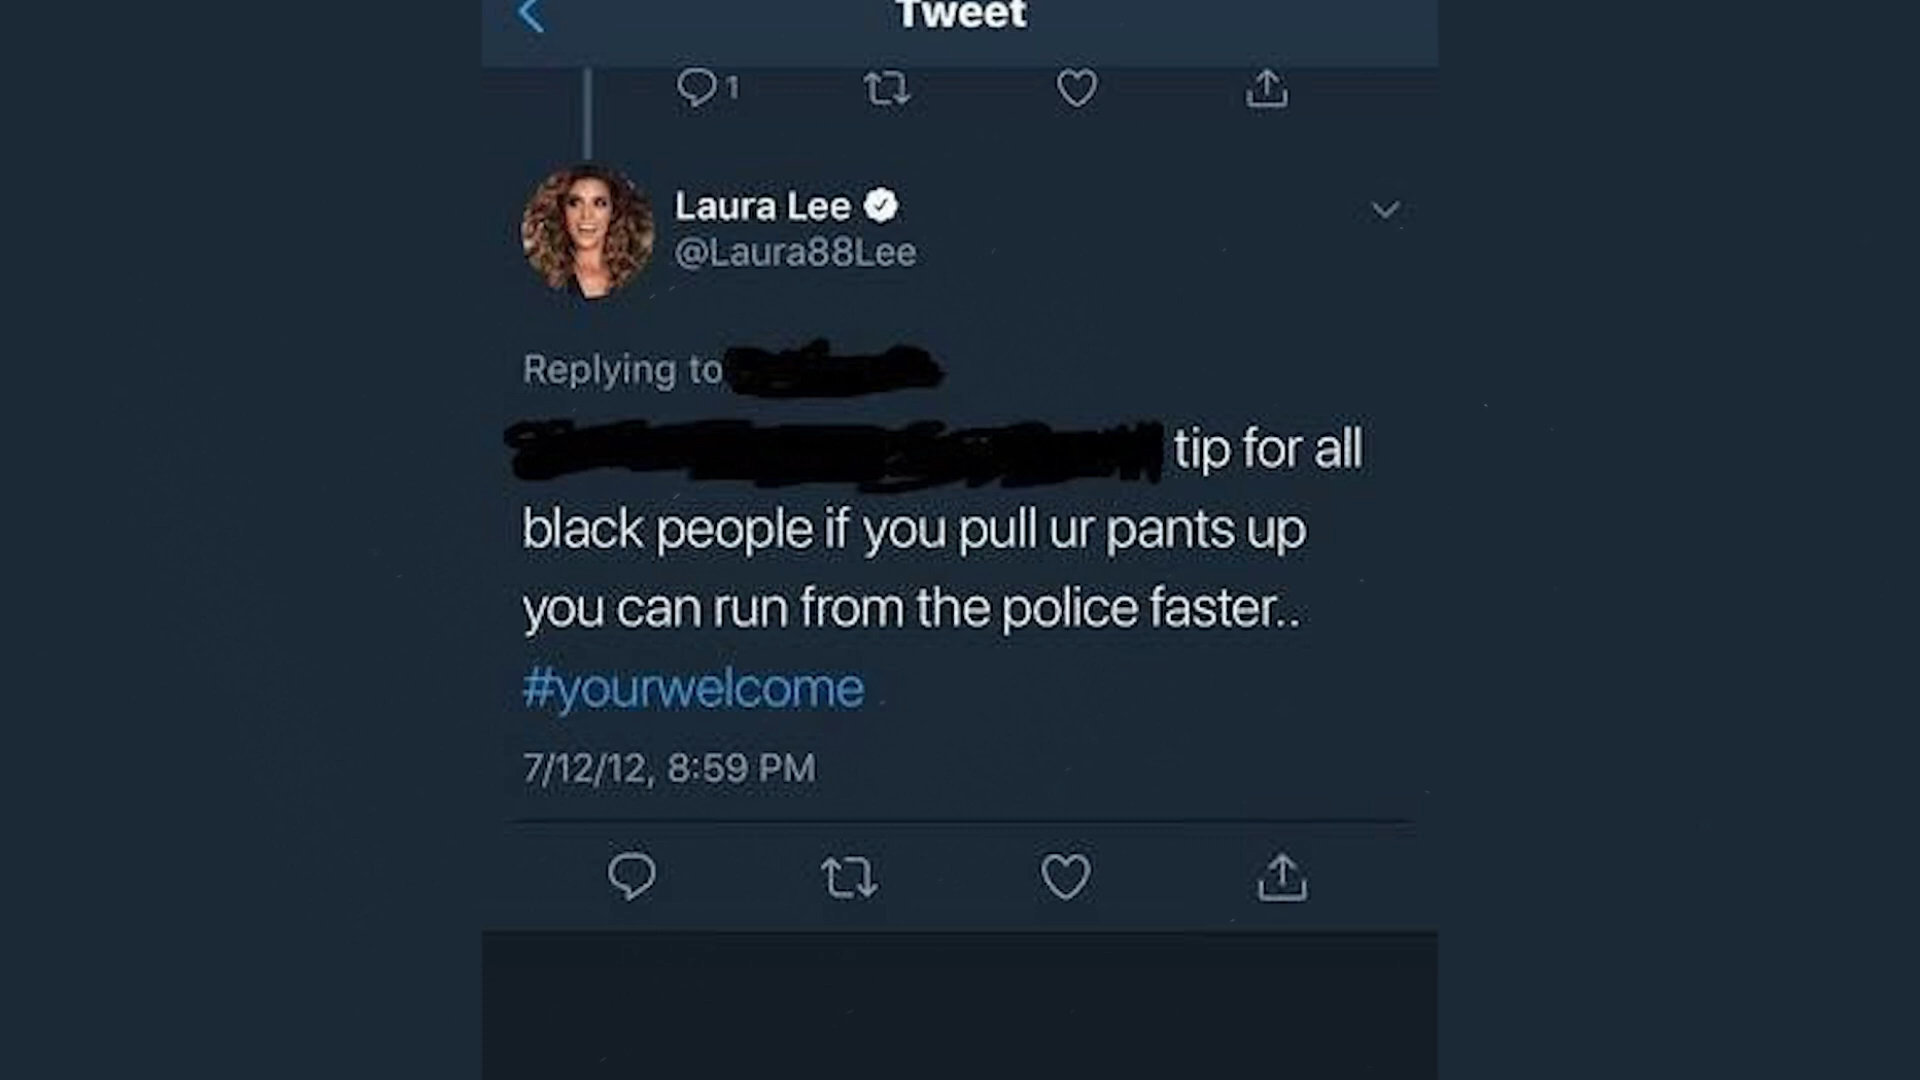 Tweet
1
Laura Lee
@Laura88Lee
Replying to
tip for all
black people if you pull ur pants up
you can run from the police faster..
#yourwelcome
7/12/12, 8:59 PM